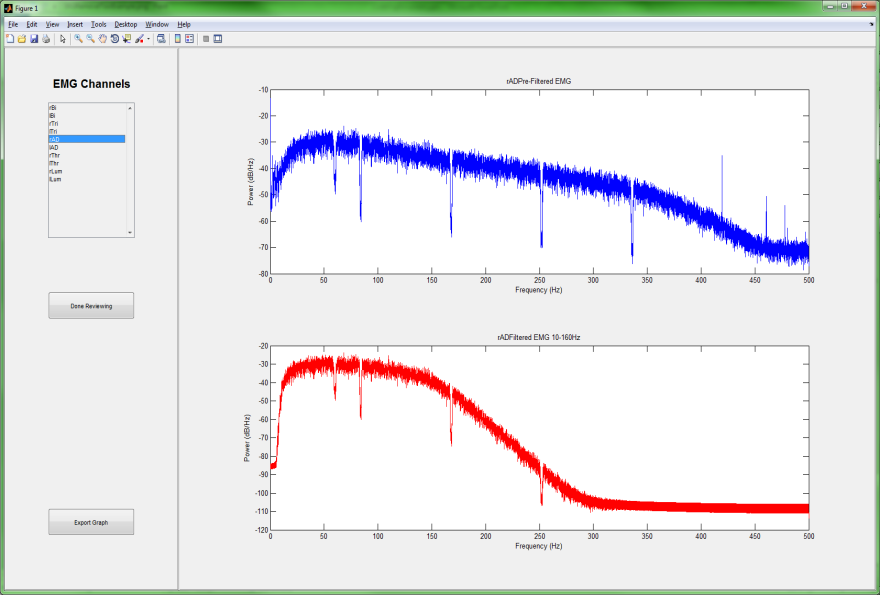 Figure 1
File Edit View Insert Tools Desktop Window Help
EMG Channels
rBi
lBi
rTri
lTri
rAD
lAD
rThr
lThr
rLum
lLum
Done Reviewing
Export Graph
rADPre-Filtered EMG
Power (dB/Hz)
-10
-20
-30
-40
-50
-60
-70
-80
0 50 100 150 200 250 300 350 400 450 500
Frequency (Hz)
rADFiltered EMG 10-160Hz
Power (dB/Hz)
-20
-30
-40
-50
-60
-70
-80
-90
-100
-110
-120
0 50 100 150 200 250 300 350 400 450 500
Frequency (Hz)